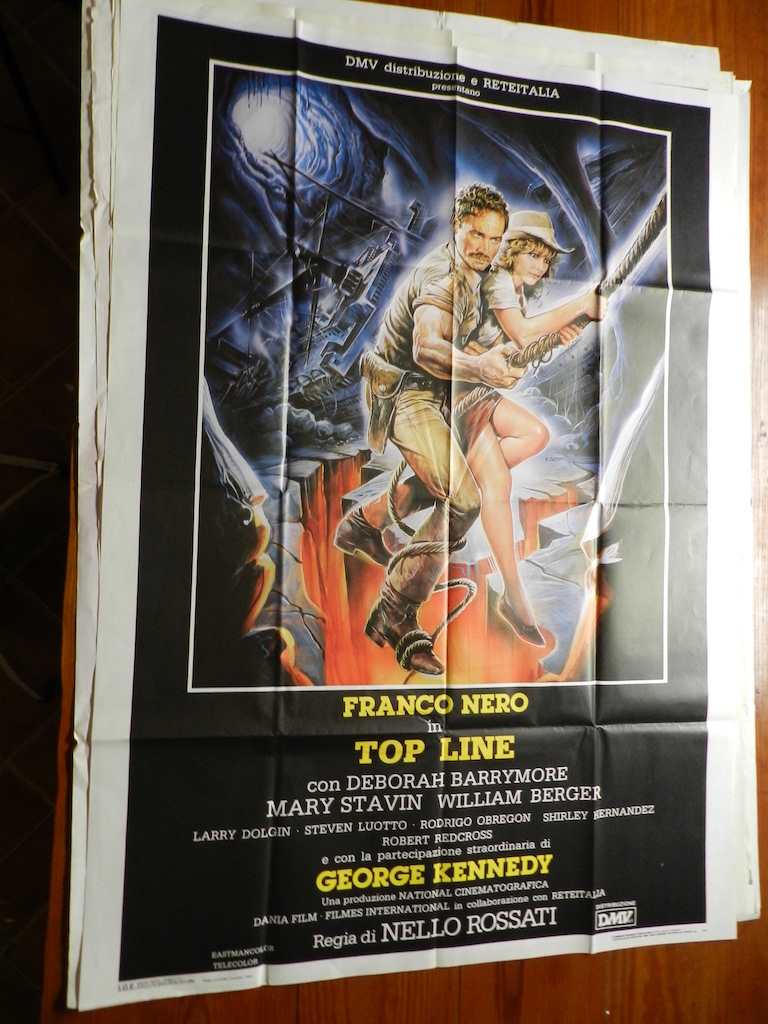 DMV distribuzione e RETEITALIA
presentano
FRANCO NERO
in
TOP LINE
con DEBORAH BARRYMORE
MARY STAVIN WILLIAM BERGER
LARRY DOLGIN · STEVEN LUOTTO · RODRIGO OBREGON SHIRLEY HERNANDEZ
ROBERT REDCROSS
e con la partecipazione straordinaria di
GEORGE KENNEDY
Una produzione NATIONAL CINEMATOGRAFICA
DANIA FILM · FILMES INTERNATIONAL in collaborazione con RETEITALIA
Regia di NELLO ROSSATI
DISTRIBUZIONE
DMV
EASTMANCOLOR
TELECOLOR